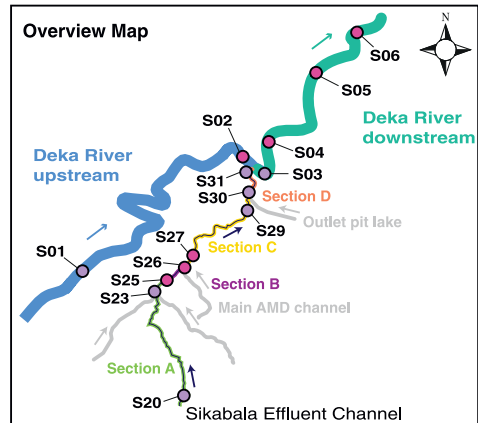 Overview Map
N
S06
S05
S02
Deka River
downstream
S04
Deka River
upstream
S31
S03
S30
Section D
Outlet pit lake
S29
S27
Section C
S01
S26
S25
Section B
S23
Main AMD channel
Section A
S20
Sikabala Effluent Channel